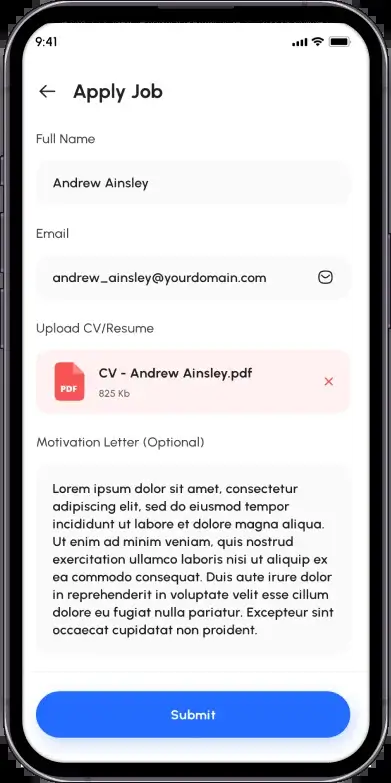 9:41
Apply Job
Full Name
Andrew Ainsley
Email
andrew_ainsley@yourdomain.com
Upload CV/Resume
PDF
CV - Andrew Ainsley.pdf
825 Kb
Motivation Letter (Optional)
Lorem ipsum dolor sit amet, consectetur
adipiscing elit, sed do eiusmod tempor
incididunt ut labore et dolore magna aliqua.
Ut enim ad minim veniam, quis nostrud
exercitation ullamco laboris nisi ut aliquip ex
ea commodo consequat. Duis aute irure dolor
in reprehenderit in voluptate velit esse cillum
dolore eu fugiat nulla pariatur. Excepteur sint
occaecat cupidatat non proident.
Submit